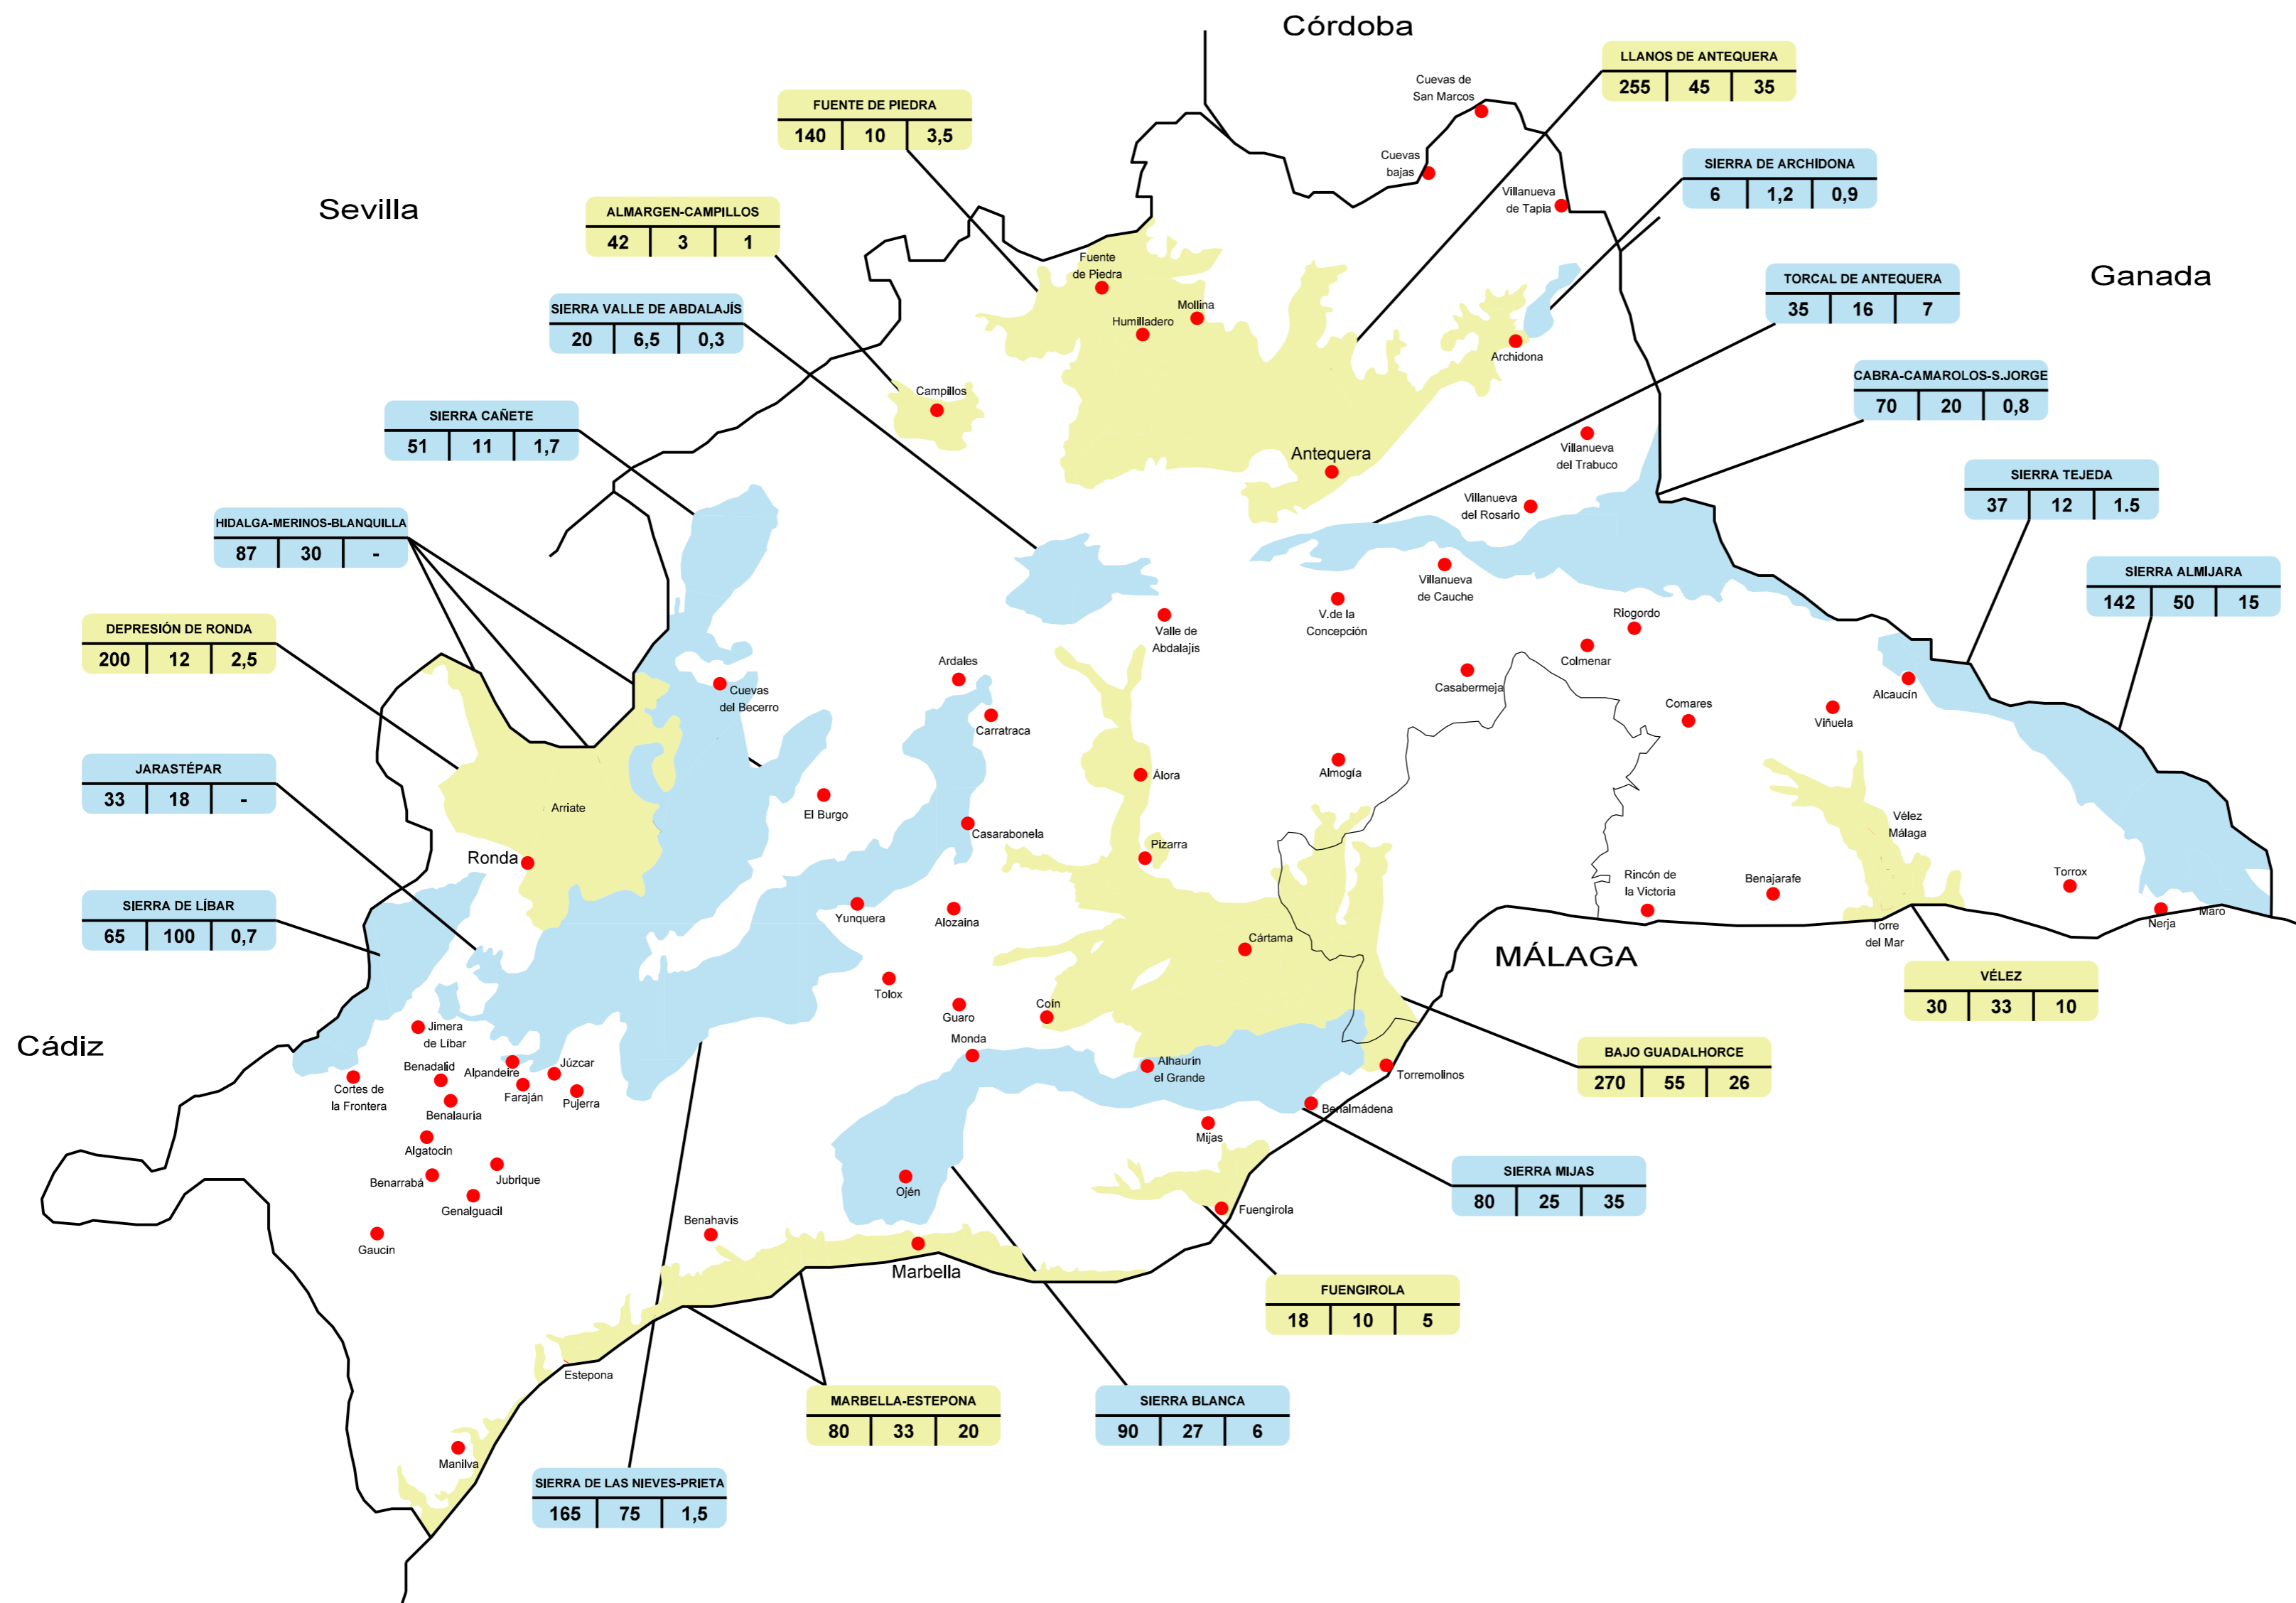 Córdoba
LLANOS DE ANTEQUERA
255 45 35
Cuevas de
San Marcos
FUENTE DE PIEDRA
140 10 3,5
Cuevas
bajas
SIERRA DE ARCHIDONA
6 1,2 0,9
Villanueva
de Tapia
Sevilla
ALMARGEN-CAMPILLOS
42 3 1
Fuente
de Piedra
Ganada
TORCAL DE ANTEQUERA
35 16 7
SIERRA VALLE DE ABDALAJÍS
20 6,5 0,3
Mollina
Humilladero
Archidona
CABRA-CAMAROLOS-S.JORGE
70 20 0,8
Campillos
SIERRA CAÑETE
51 11 1,7
Antequera
Villanueva
del Trabuco
SIERRA TEJEDA
37 12 1.5
Villanueva
del Rosario
HIDALGA-MERINOS-BLANQUILLA
87 30 -
SIERRA ALMIJARA
142 50 15
Villanueva
de Cauche
V.de la
Concepción
Riogordo
DEPRESIÓN DE RONDA
200 12 2,5
Valle de
Abdalajis
Colmenar
Ardales
Casabermeja
Alcaucín
Cuevas
del Becerro
Comares
Viñuela
Carratraca
JARASTÉPAR
33 18 -
Álora
Almogía
Arriate
El Burgo
Vélez
Málaga
Casarabonela
Pizarra
Ronda
Rincón de
la Victoria
Benajarafe
Torrox
SIERRA DE LÍBAR
65 100 0,7
Yunquera
Alozaina
Maro
Nerja
Torre
del Mar
Cártama
MÁLAGA
VÉLEZ
30 33 10
Tolox
Guaro
Coin
Jimera
de Líbar
Monda
Cádiz
BAJO GUADALHORCE
270 55 26
Alhaurin
el Grande
Torremolinos
Benadalid
Alpandeire
Júzcar
Cortes de
la Frontera
Faraján
Pujerra
Benalauria
Benalmádena
Mijas
Algatocin
SIERRA MIJAS
80 25 35
Benarrabá
Jubrique
Ojén
Genalguacil
Fuengirola
Benahavis
Gaucin
Marbella
FUENGIROLA
18 10 5
Estepona
MARBELLA-ESTEPONA
80 33 20
SIERRA BLANCA
90 27 6
Manilva
SIERRA DE LAS NIEVES-PRIETA
165 75 1,5